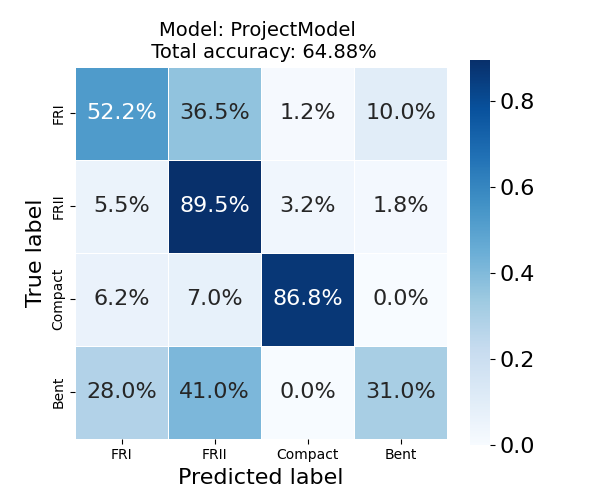 Model: ProjectModel
Total accuracy: 64.88%
True label
FRI
52.2% 36.5% 1.2% 10.0%
FRII
5.5% 89.5% 3.2% 1.8%
Compact
6.2% 7.0% 86.8% 0.0%
Bent
28.0% 41.0% 0.0% 31.0%
FRI FRII Compact Bent
Predicted label
0.8
0.6
0.4
0.2
0.0